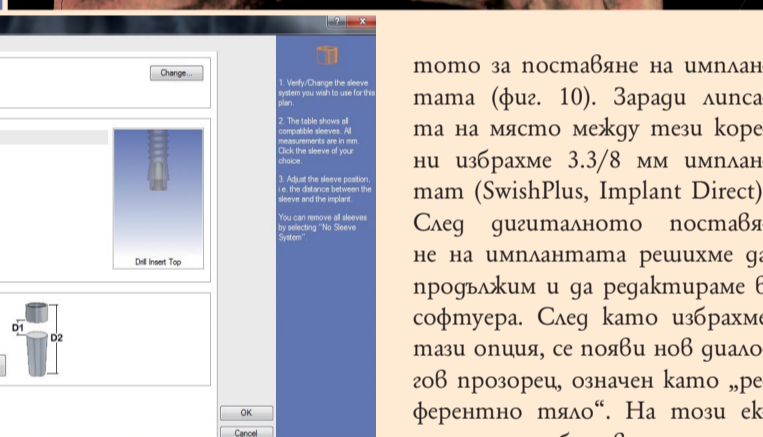 Change...
Drill Insert Top
D1
D2
OK
Cancel
1. Verify/Change the sleeve
system you wish to use for this
plan.
2. The table shows all
compatible sleeves. All
measurements are in mm.
Click the sleeve of your
choice.
3. Adjust the sleeve position,
i.e. the distance between the
sleeve and the implant.
You can remove all sleeves
by selecting "No Sleeve
System".
тото за поставяне на имплан-
тата (фиг. 10). Заради липса-
та на място между тези коре-
ни избрахме 3.3/8 мм имплан-
тат (SwishPlus, Implant Direct).
След дигиталното поставя-
не на имплантата решихме да
продължим и да редактираме в
софтуера. След като избрахме
тази опция, се появи нов диало-
гов прозорец, означен като „ре-
ферентно тяло“. На този ек-